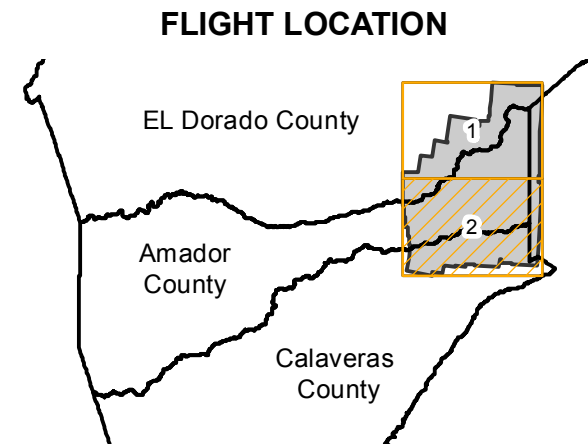 FLIGHT LOCATION
EL Dorado County
1
2
Amador
County
Calaveras
County